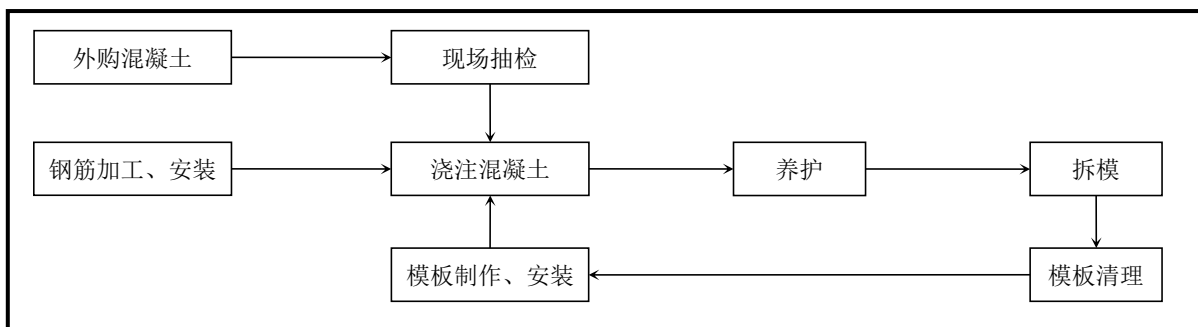 外购混凝土
现场抽检
钢筋加工、安装
浇注混凝土
养护
拆模
模板制作、安装
模板清理